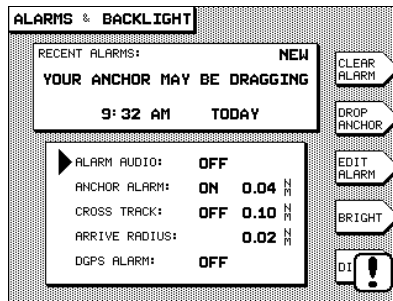 ALARMS & BACKLIGHT
RECENT ALARMS: NEW
YOUR ANCHOR MAY BE DRAGGING
9:32 AM TODAY
ALARM AUDIO: OFF
ANCHOR ALARM: ON 0.04 NM
CROSS TRACK: OFF 0.10 NM
ARRIVE RADIUS: 0.02 NM
DGPS ALARM: OFF
CLEAR
ALARM
DROP
ANCHOR
EDIT
ALARM
BRIGHT
DI
!